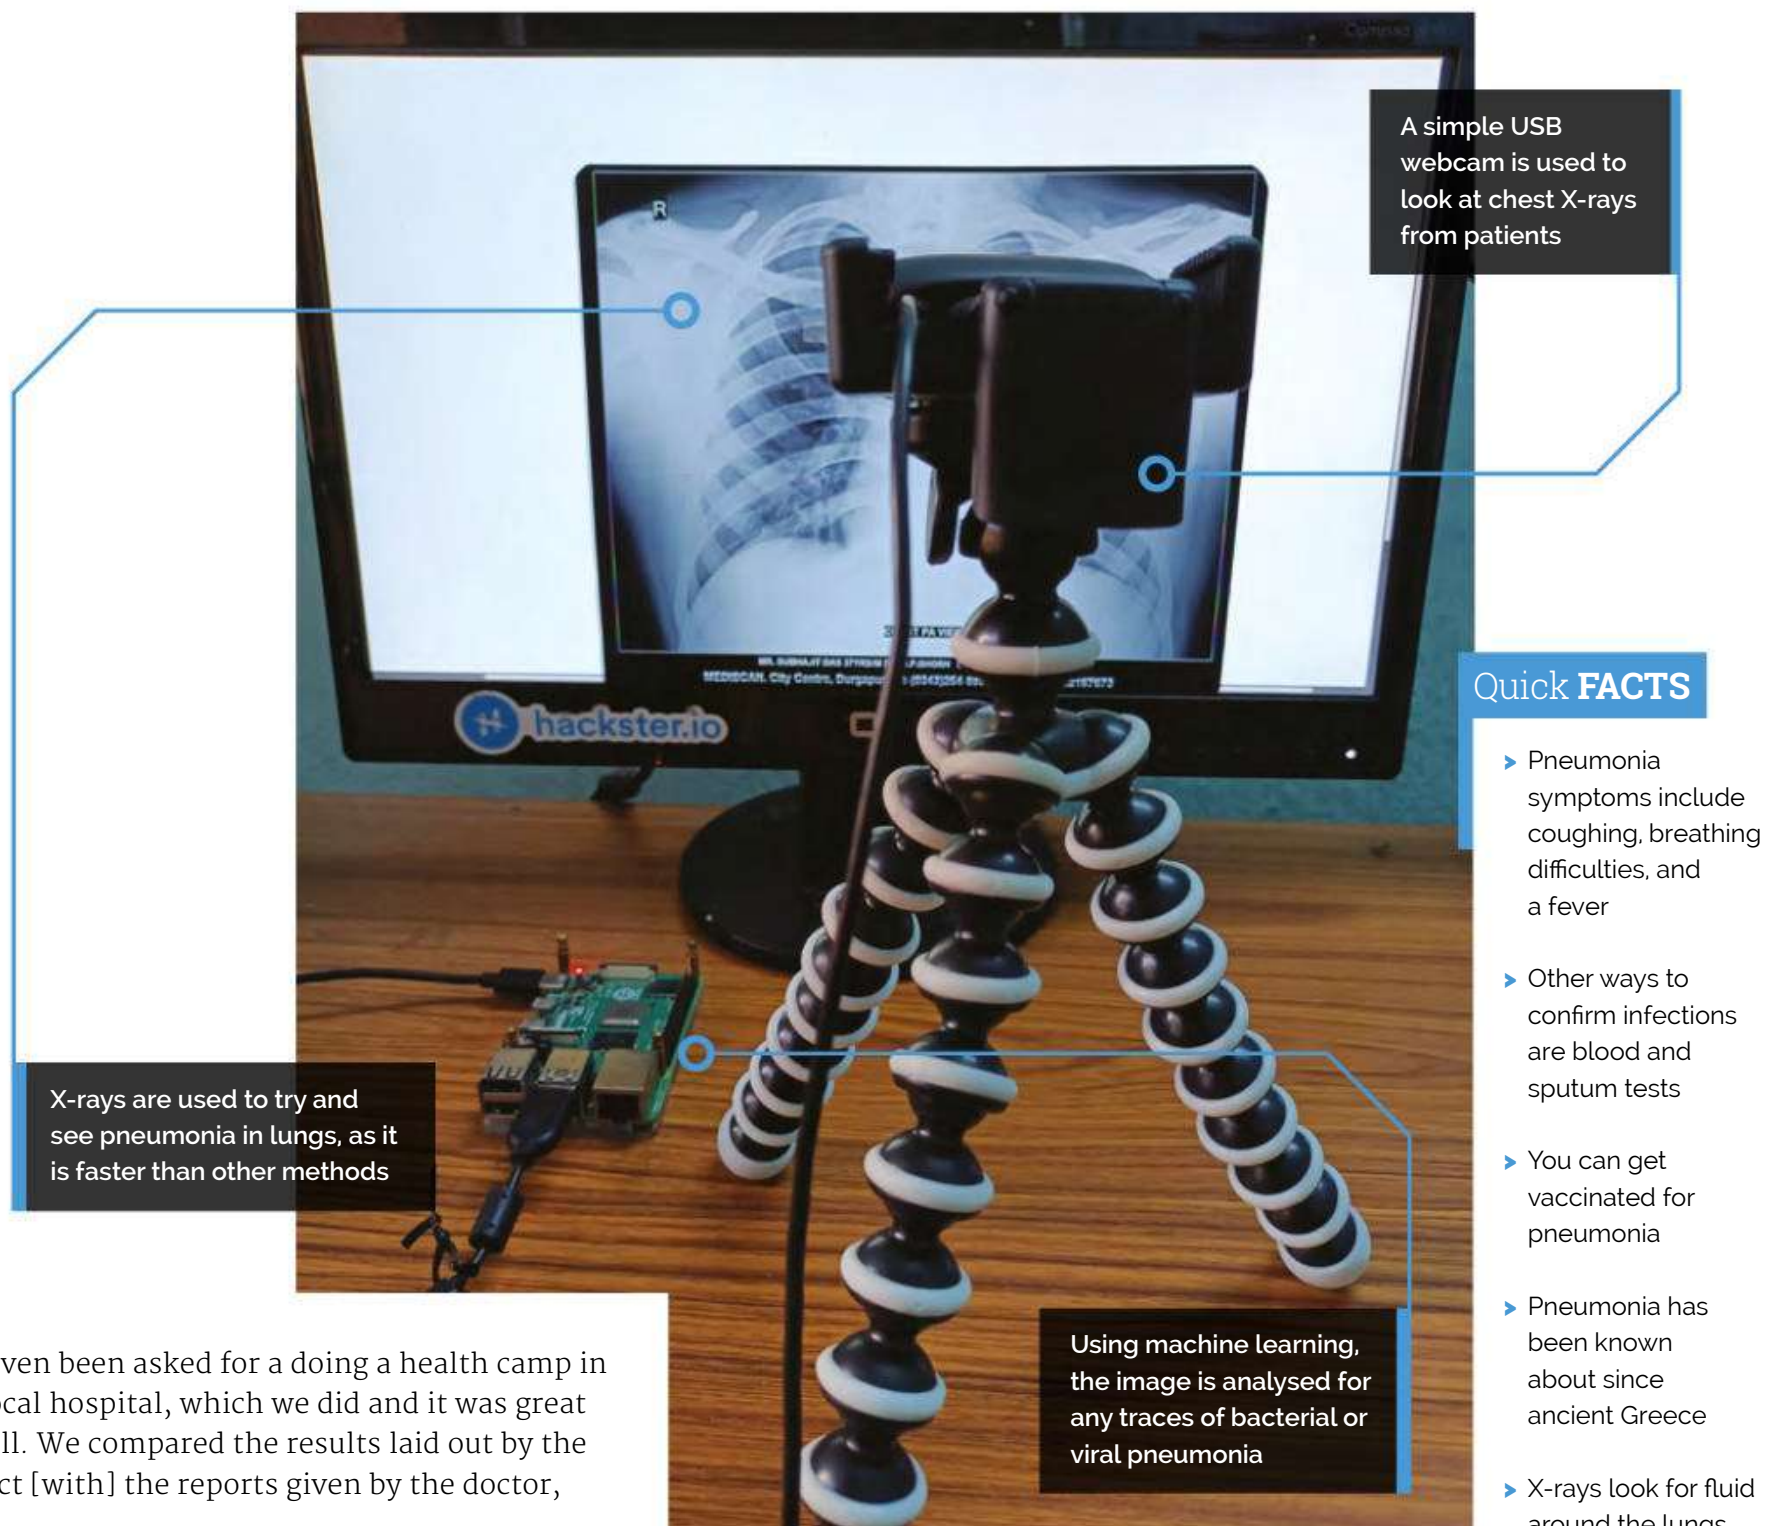 A simple USB
webcam is used to
look at chest X-rays
from patients
R
MEDISCAN, City Centre,
hackster.io
Quick FACTS
> Pneumonia
symptoms include
coughing, breathing
difficulties, and
a fever
> Other ways to
confirm infections
are blood and
sputum tests
> You can get
vaccinated for
pneumonia
> Pneumonia has
been known
about since
ancient Greece
> X-rays look for fluid
around the lungs
X-rays are used to try and
see pneumonia in lungs, as it
is faster than other methods
Using machine learning,
the image is analysed for
any traces of bacterial or
viral pneumonia
ven been asked for a doing a health camp in
ocal hospital, which we did and it was great
ll. We compared the results laid out by the
ct [with] the reports given by the doctor,